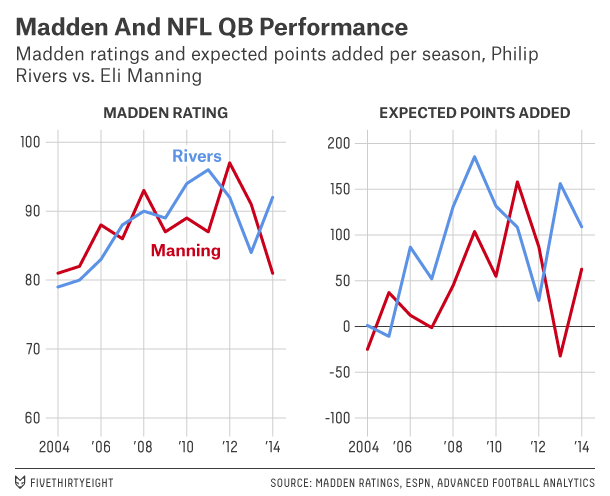 Madden And NFL QB Performance
Madden ratings and expected points added per season, Philip
Rivers vs. Eli Manning
MADDEN RATING
100
90
80
70
60
Rivers
Manning
2004 '06 '08 '10 '12 '14
EXPECTED POINTS ADDED
200
150
100
50
0
-50
-100
2004 '06 '08 '10 '12 '14
FIVETHIRTYEIGHT
SOURCE: MADDEN RATINGS, ESPN, ADVANCED FOOTBALL ANALYTICS